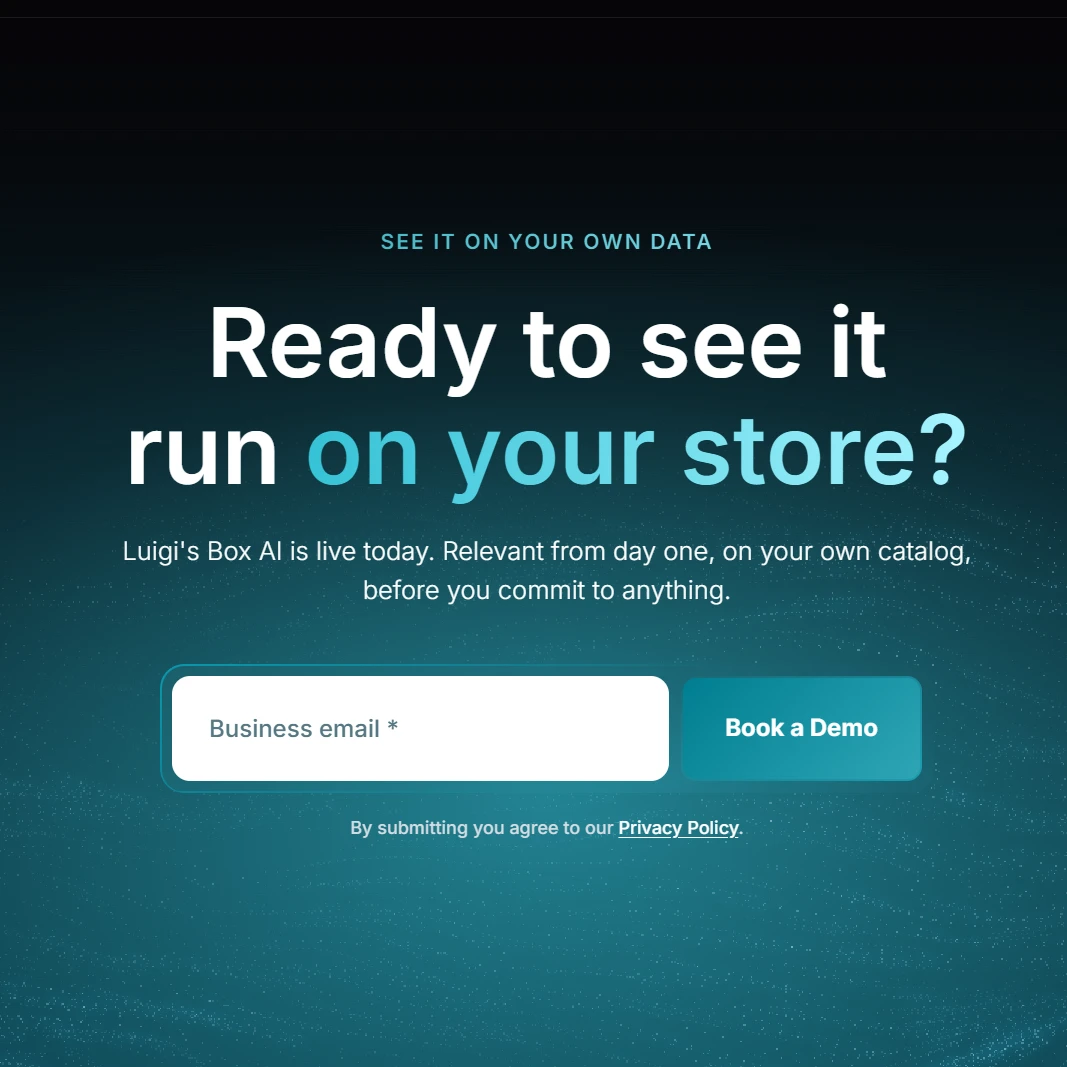 SEE IT ON YOUR OWN DATA
Ready to see it
run on your store?
Luigi's Box AI is live today. Relevant from day one, on your own catalog,
before you commit to anything.
Business email *
Book a Demo
By submitting you agree to our Privacy Policy.